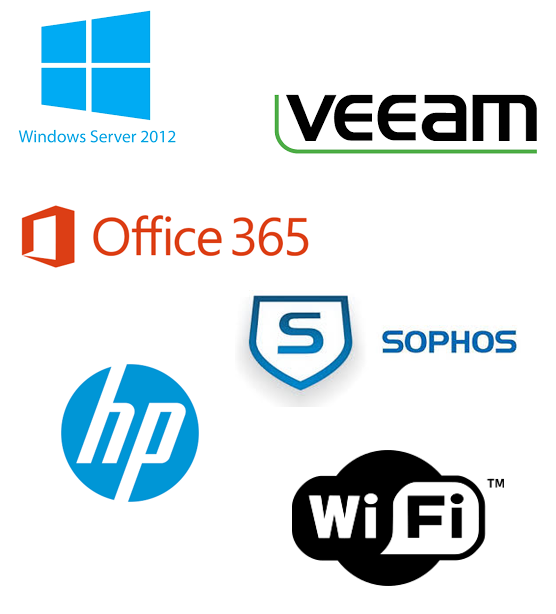 Windows Server 2012
veeam
Office 365
S
SOPHOS
hp
Wi Fi ™